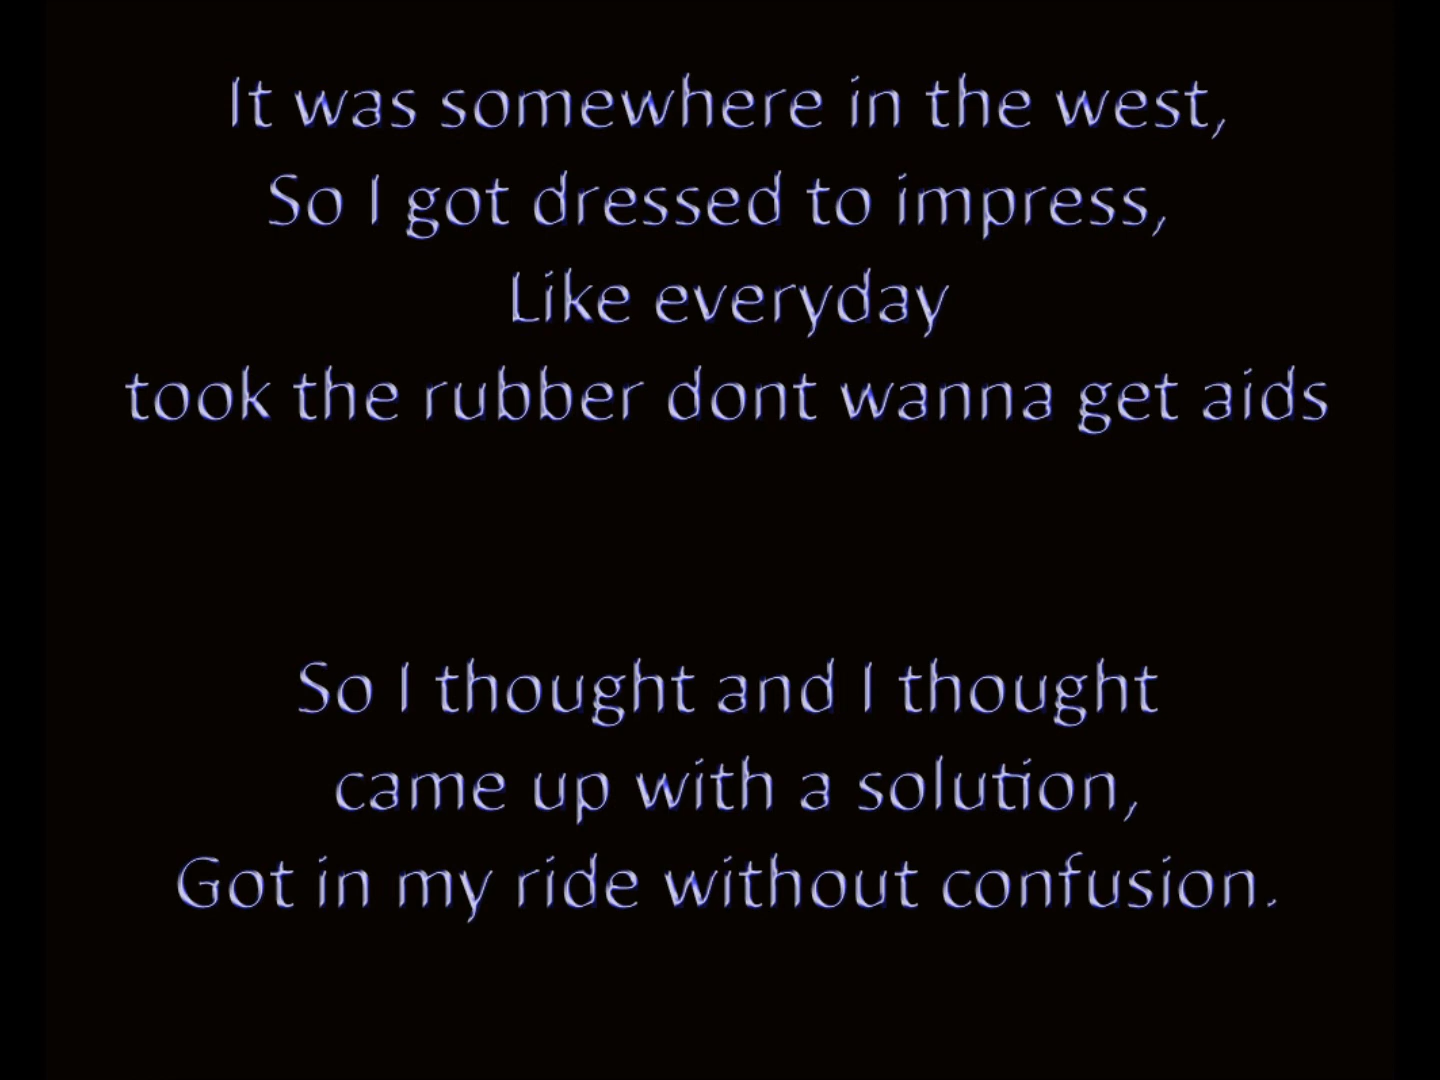 It was somewhere in the west,
So I got dressed to impress,
Like everyday
took the rubber dont wanna get aids
So I thought and I thought
came up with a solution,
Got in my ride without confusion.